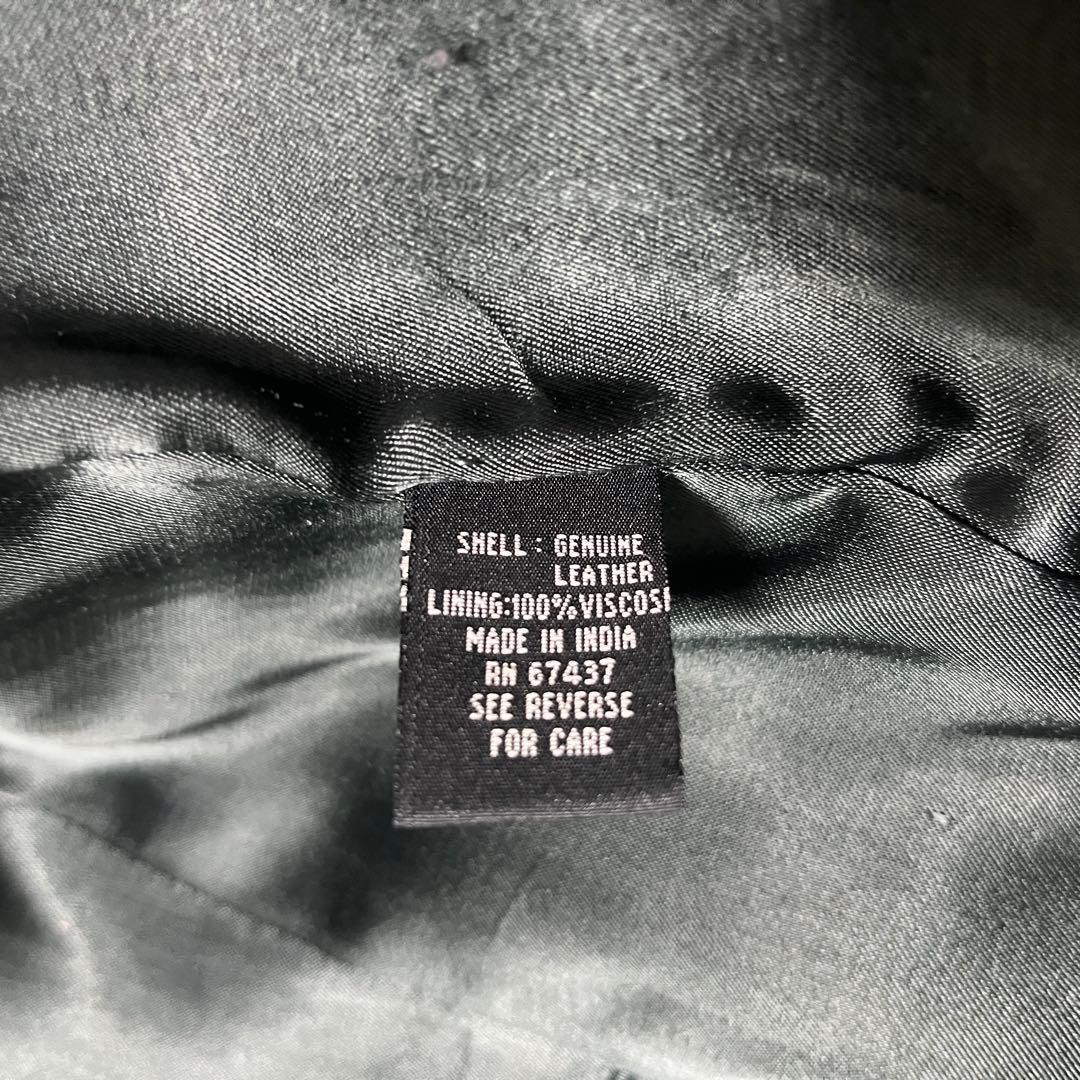 SHELL : GENUINE
LEATHER
LINING:100%VISCOSE
MADE IN INDIA
RN 67437
SEE REVERSE
FOR CARE